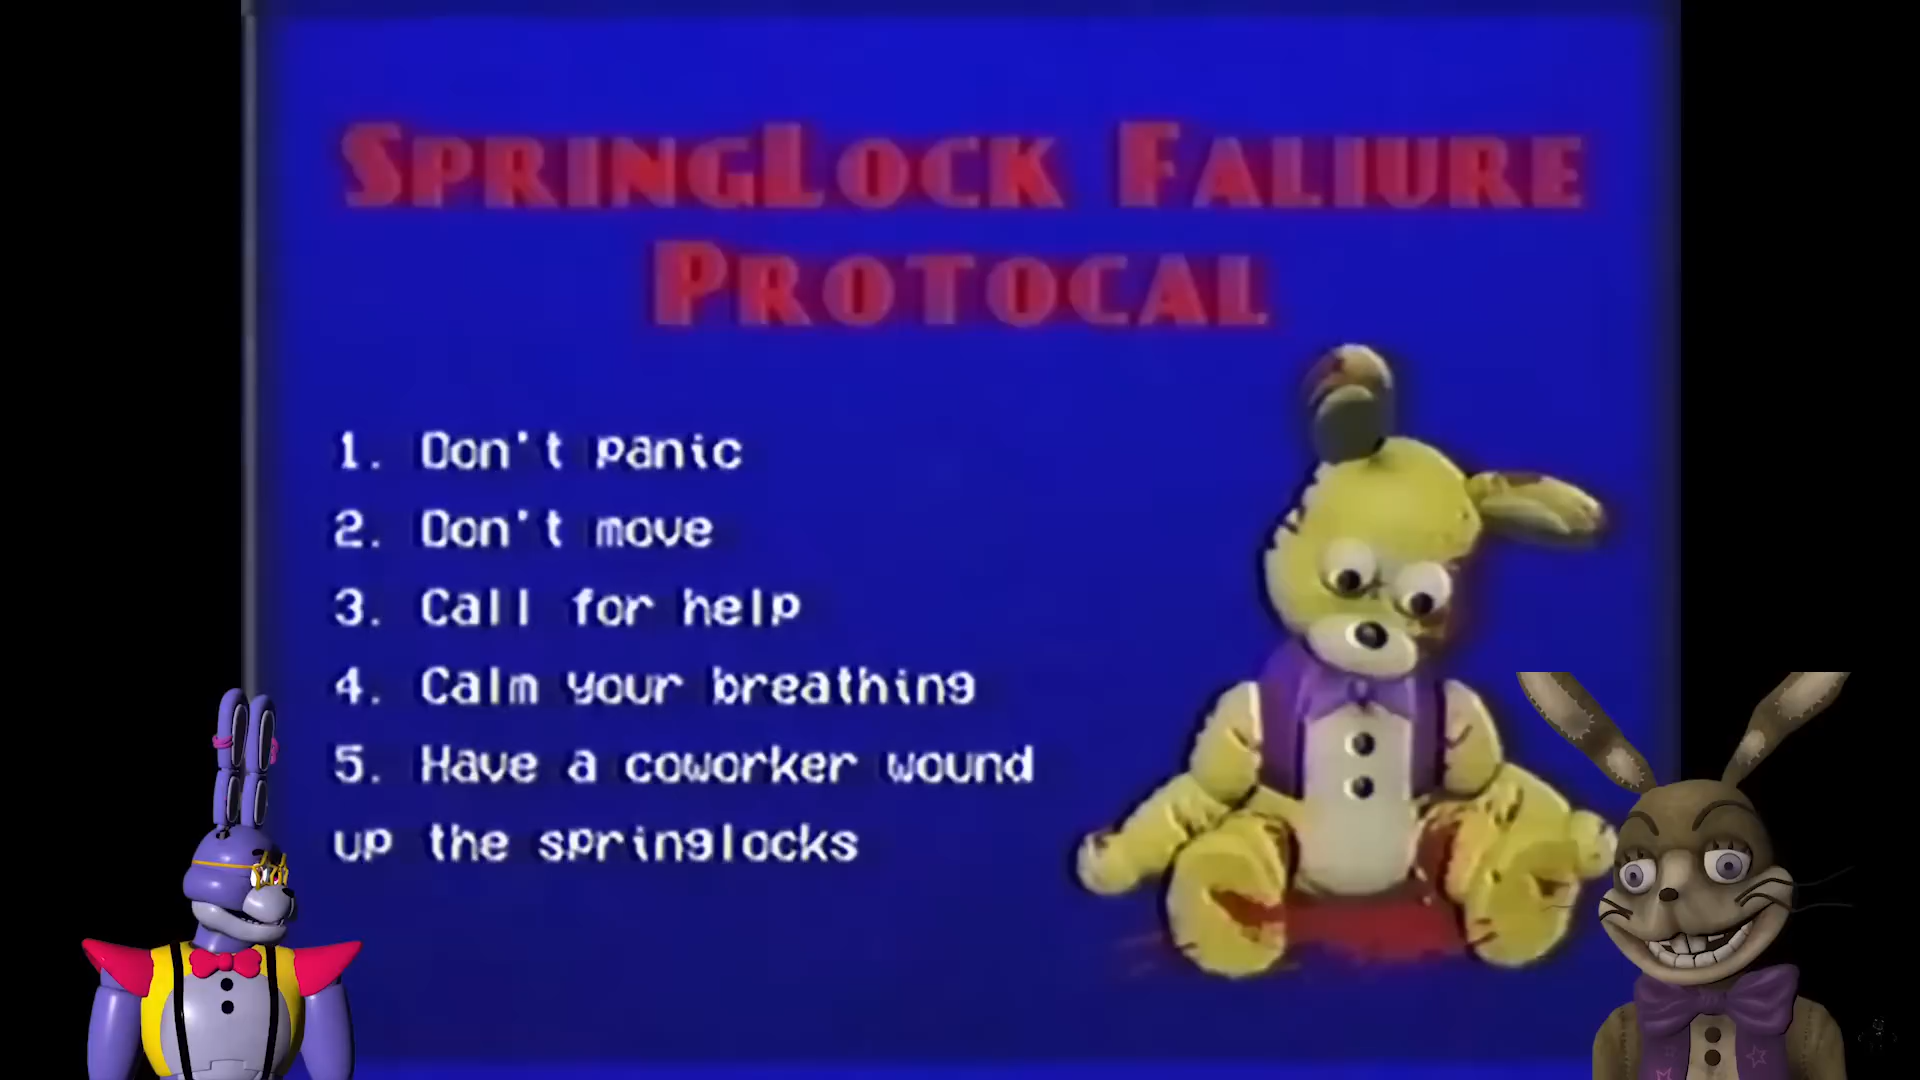 SPRINGLOCK FALIURE
PROTOCAL
1. Don't panic
2. Don't move
3. Call for help
4. Calm your breathing
5. Have a coworker wound
up the springlocks